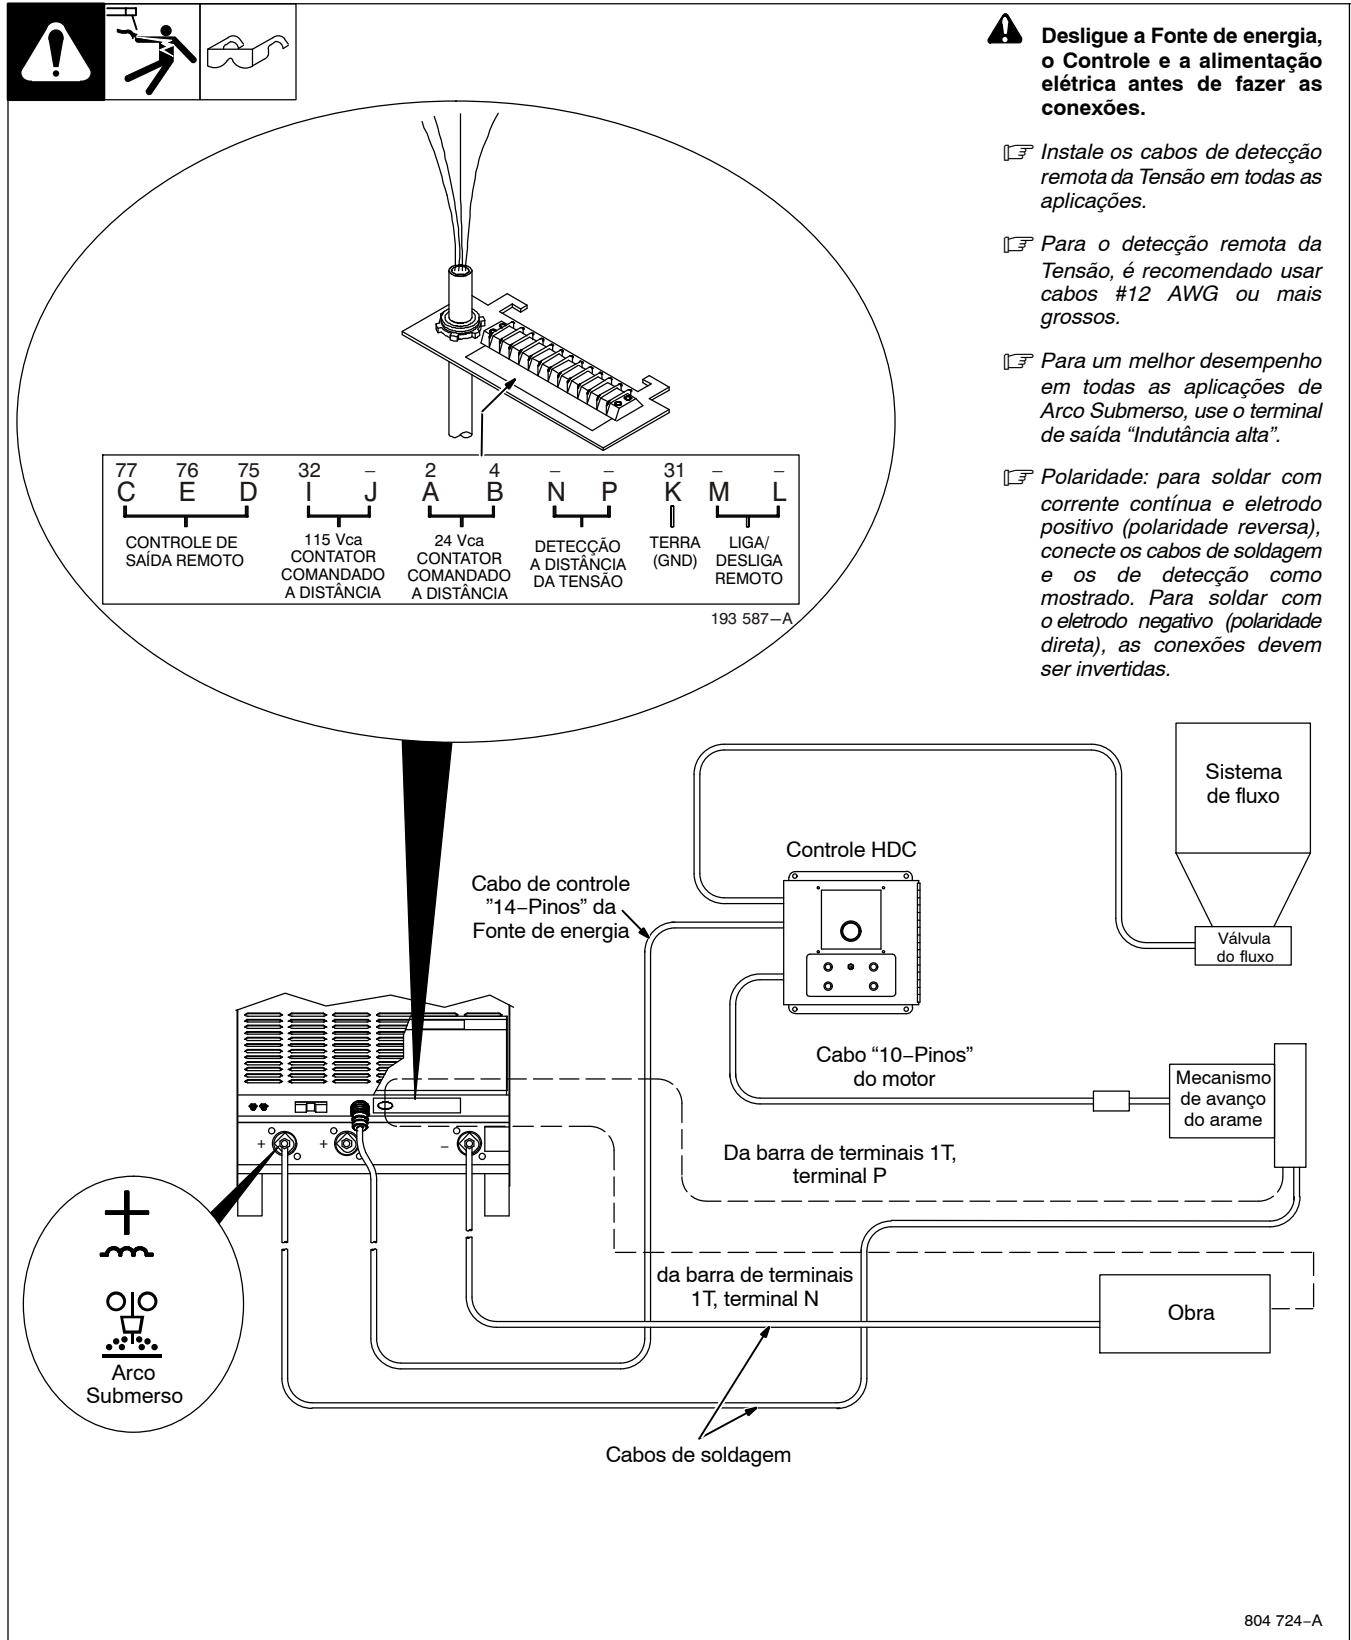 Desligue a Fonte de energia,
o Controle e a alimentação
elétrica antes de fazer as
conexões.
Instale os cabos de detecção
remota da Tensão em todas as
aplicações.
Para o detecção remota da
Tensão, é recomendado usar
cabos #12 AWG ou mais
grossos.
Para um melhor desempenho
em todas as aplicações de
Arco Submerso, use o terminal
de saída “Indutância alta”.
Polaridade: para soldar com
corrente contínua e eletrodo
positivo (polaridade reversa),
conecte os cabos de soldagem
e os de detecção como
mostrado. Para soldar com
o eletrodo negativo (polaridade
direta), as conexões devem
ser invertidas.
77 76 75 32 – 2 4 – – 31 – –
C E D I J A B N P K M L
CONTROLE DE
SAÍDA REMOTO
115 Vca
CONTATOR
COMANDADO
A DISTÂNCIA
24 Vca
CONTATOR
COMANDADO
A DISTÂNCIA
DETECÇÃO
A DISTÂNCIA
DA TENSÃO
TERRA
(GND)
LIGA/
DESLIGA
REMOTO
193 587–A
Sistema
de fluxo
Controle HDC
Cabo de controle
”14–Pinos” da
Fonte de energia
Válvula
do fluxo
Cabo “10–Pinos”
do motor
Mecanismo
de avanço
do arame
+ + –
Da barra de terminais 1T,
terminal P
da barra de terminais
1T, terminal N
Obra
+
Arco
Submerso
Cabos de soldagem
804 724–A